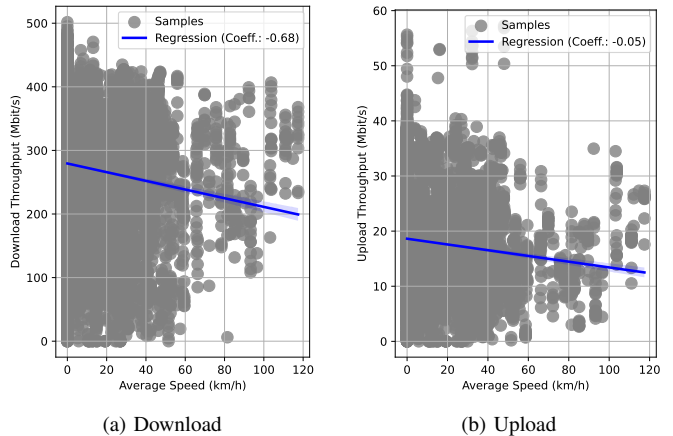 Samples
Regression (Coeff.: -0.68)
Download Throughput (Mbit/s)
500
400
300
200
100
0
0 20 40 60 80 100 120
Average Speed (km/h)
(a) Download
Samples
Regression (Coeff.: -0.05)
Upload Throughput (Mbit/s)
60
50
40
30
20
10
0
0 20 40 60 80 100 120
Average Speed (km/h)
(b) Upload